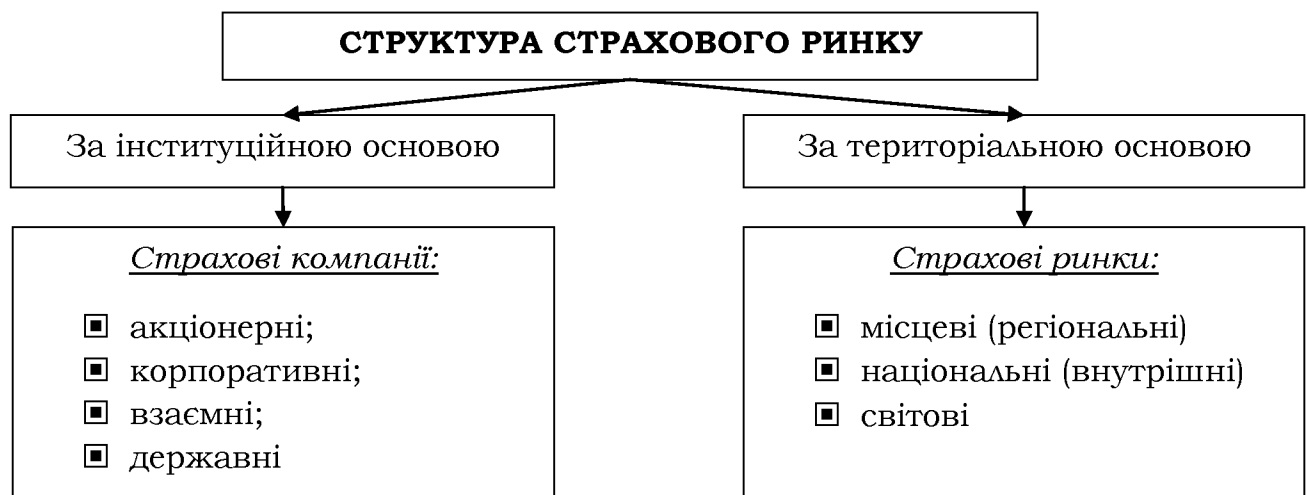 СТРУКТУРА СТРАХОВОГО РИНКУ
За інституційною основою
За територіальною основою
Страхові компанії:
акціонерні;
корпоративні;
взаємні;
державні
Страхові ринки:
місцеві (регіональні)
національні (внутрішні)
світові